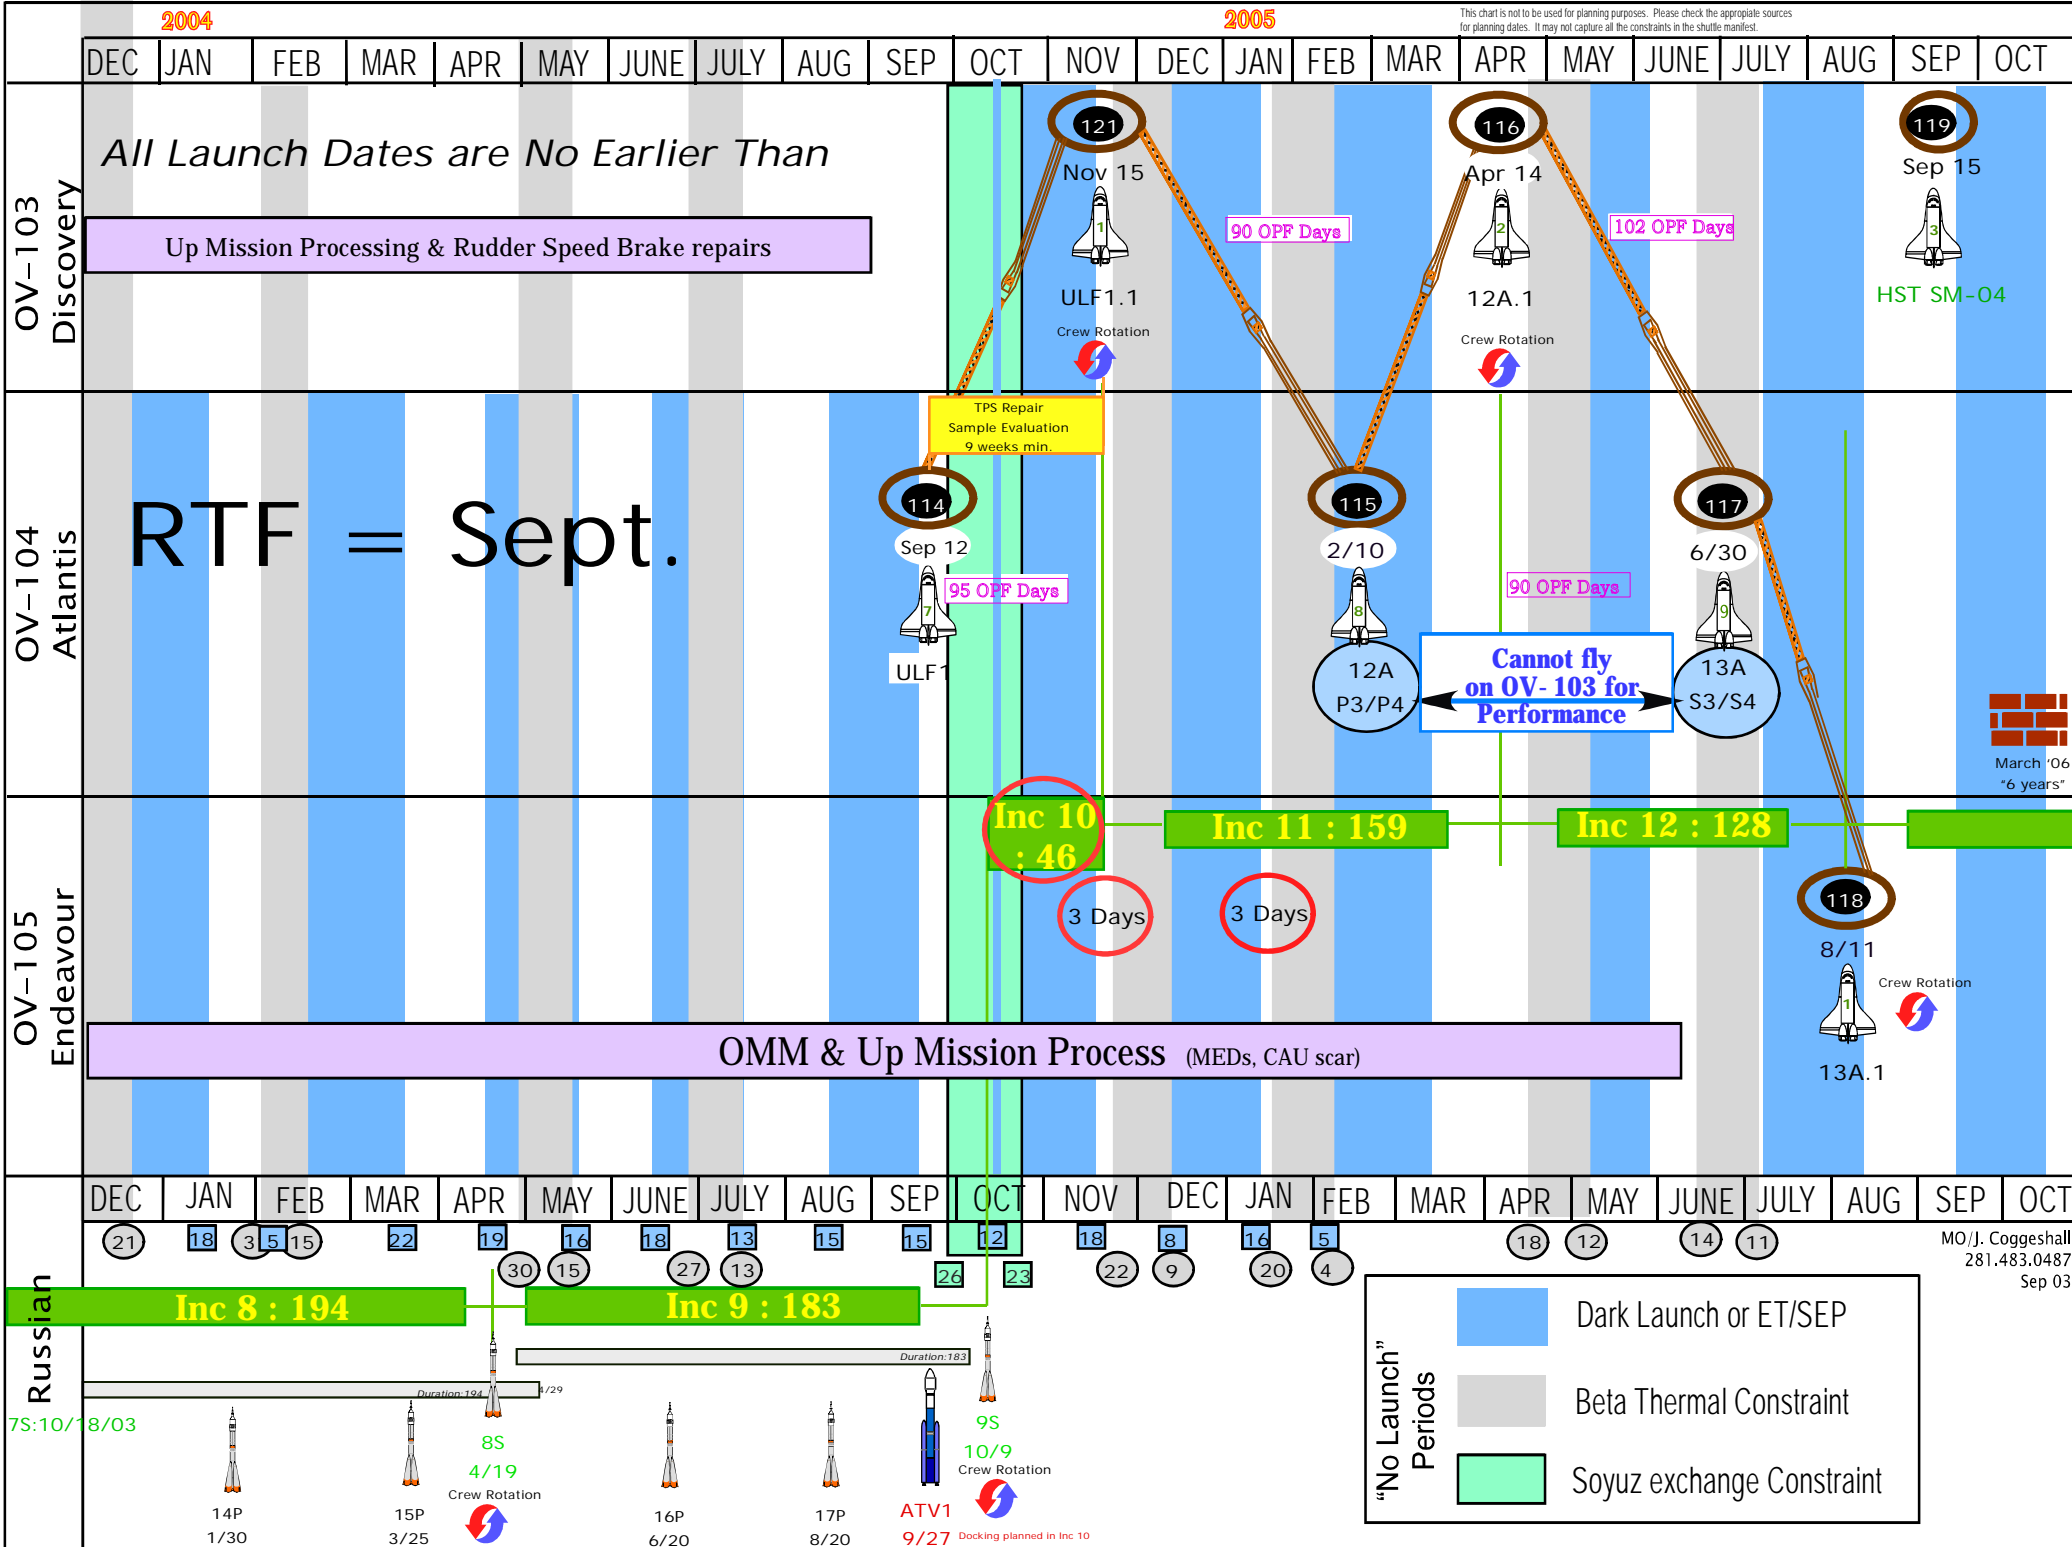 2004
2005
This chart is not to be used for planning purposes. Please check the appropiate sources
for planning dates. It may not capture all the constraints in the shuttle manifest.
DEC JAN FEB MAR APR MAY JUNE JULY AUG SEP OCT NOV DEC JAN FEB MAR APR MAY JUNE JULY AUG SEP OCT
OV-103
Discovery
All Launch Dates are No Earlier Than
Up Mission Processing & Rudder Speed Brake repairs
121
Nov 15
1
ULF1.1
Crew Rotation
90 OPF Days
116
Apr 14
2
12A.1
Crew Rotation
102 OPF Days
119
Sep 15
3
HST SM-04
OV-104
Atlantis
RTF = Sept.
TPS Repair
Sample Evaluation
9 weeks min.
114
Sep 12
7
ULF1
95 OPF Days
115
2/10
8
12A
P3/P4
90 OPF Days
Cannot fly
on OV- 103 for
Performance
117
6/30
9
13A
S3/S4
March '06
"6 years"
OV-105
Endeavour
Inc 10
: 46
Inc 11 : 159
Inc 12 : 128
3 Days
3 Days
118
8/11
1
13A.1
Crew Rotation
OMM & Up Mission Process (MEDs, CAU scar)
DEC JAN FEB MAR APR MAY JUNE JULY AUG SEP OCT NOV DEC JAN FEB MAR APR MAY JUNE JULY AUG SEP OCT
21 18 3 5 15 22 19 16 18 13 15 15 12 18 8 16 5 18 12 14 11
30 15 27 13 26 23 22 9 20 4
MO/J. Coggeshall
281.483.0487
Sep 03
Russian
Inc 8 : 194
Inc 9 : 183
Duration:183
Duration:194
4/29
7S:10/18/03
14P
1/30
15P
3/25
8S
4/19
Crew Rotation
16P
6/20
17P
8/20
ATV1
9/27
9S
10/9
Crew Rotation
Docking planned in Inc 10
"No Launch"
Periods
Dark Launch or ET/SEP
Beta Thermal Constraint
Soyuz exchange Constraint